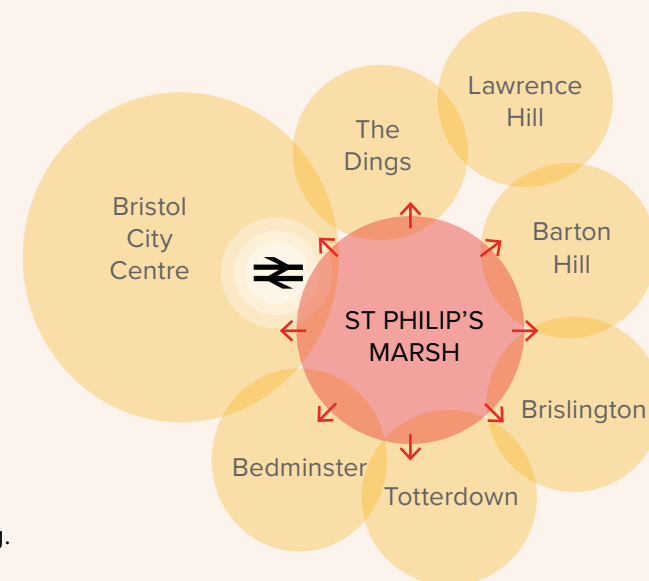 Lawrence
Hill
The
Dings
Bristol
City
Centre
Barton
Hill
ST PHILIP’S
MARSH
Brislington
Bedminster
Totterdown